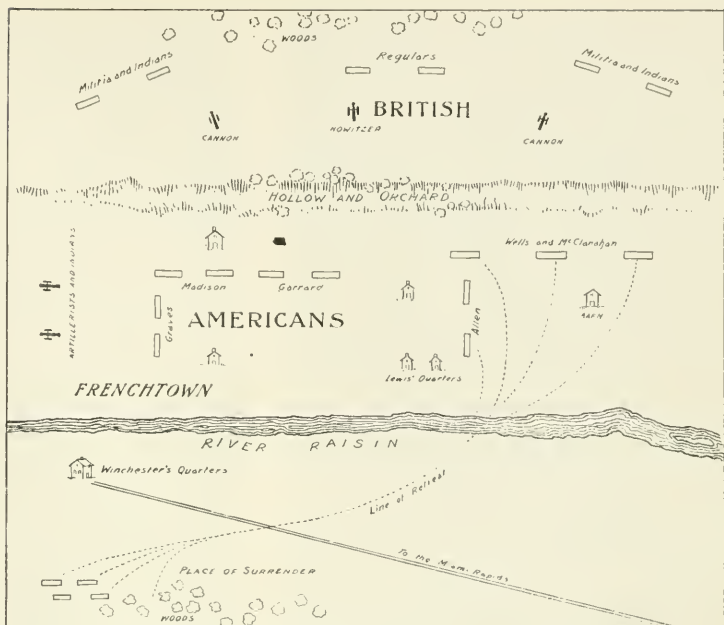 WOODS
Militia and Indians
Regulars
Militia and Indians
BRITISH
CANNON
HOWITZER
CANNON
HOLLOW AND ORCHARD
Wells and McClanahan
ARTILLERISTS AND INDIANS
Madison
Garrard
Graves
AMERICANS
Allen
BARN
Lewis' Quarters
FRENCHTOWN
RIVER RAISIN
Winchester's Quarters
Line of Retreat
To the Miami Rapids
PLACE OF SURRENDER
WOODS